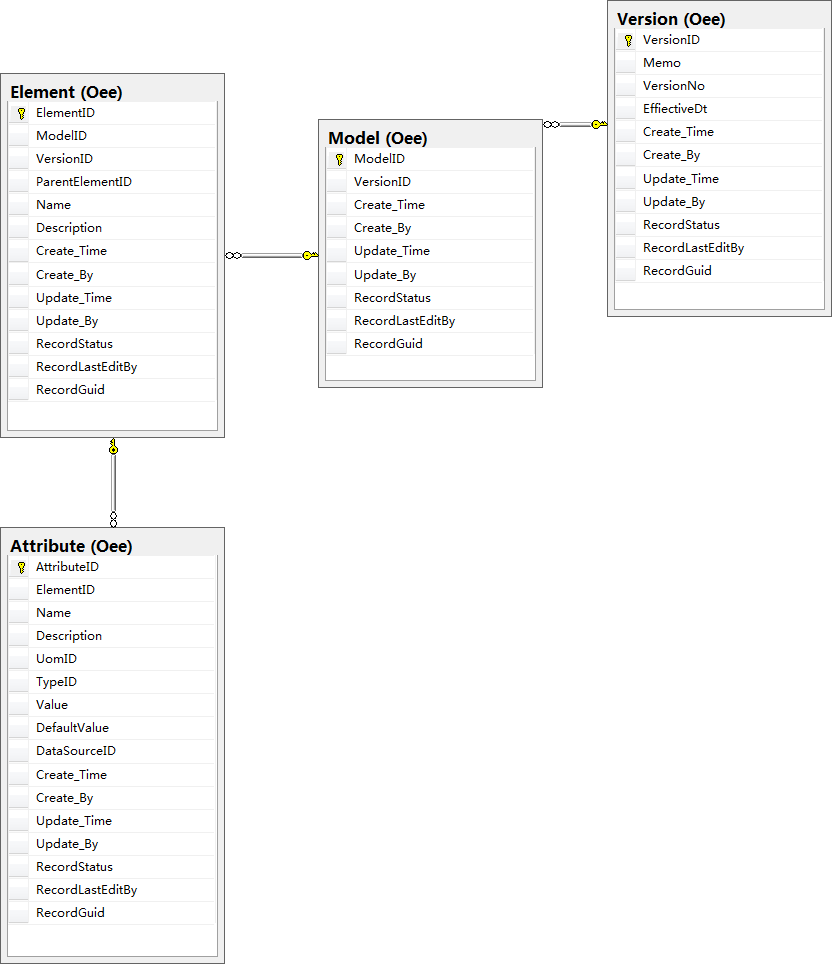 Version (Oee)
VersionID
Memo
VersionNo
EffiectiveDt
Create_Time
Create_By
Update_Time
Update_By
RecordStatus
RecordLastEditBy
RecordGuid
Element (Oee)
ElementID
ModelID
VersionID
ParentElementID
Name
Description
Create_Time
Create_By
Update_Time
Update_By
RecordStatus
RecordLastEditBy
RecordGuid
Model (Oee)
ModelID
VersionID
Create_Time
Create_By
Update_Time
Update_By
RecordStatus
RecordLastEditBy
RecordGuid
Attribute (Oee)
AttributeID
ElementID
Name
Description
UomID
TypeID
Value
DefaultValue
DataSourceID
Create_Time
Create_By
Update_Time
Update_By
RecordStatus
RecordLastEditBy
RecordGuid